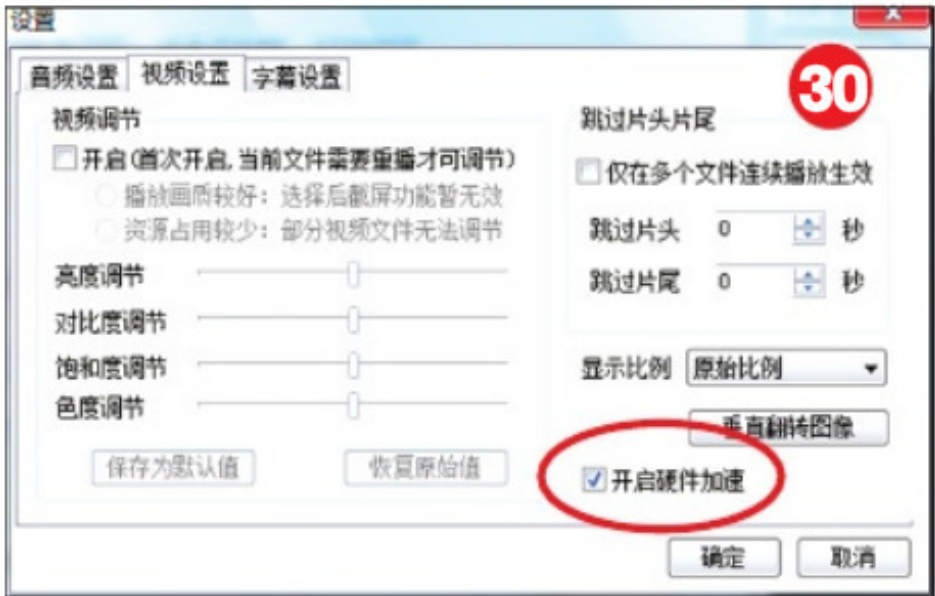 设置
30
音频设置 视频设置 字幕设置
视频调节
开启(首次开启,当前文件需要重播才可调节)
播放画质较好：选择后截屏功能暂无效
资源占用较少：部分视频文件无法调节
亮度调节
对比度调节
饱和度调节
色度调节
保存为默认值 恢复原始值
跳过片头片尾
仅在多个文件连续播放生效
跳过片头 0 秒
跳过片尾 0 秒
显示比例 原始比例
垂直翻转图像
开启硬件加速
确定 取消